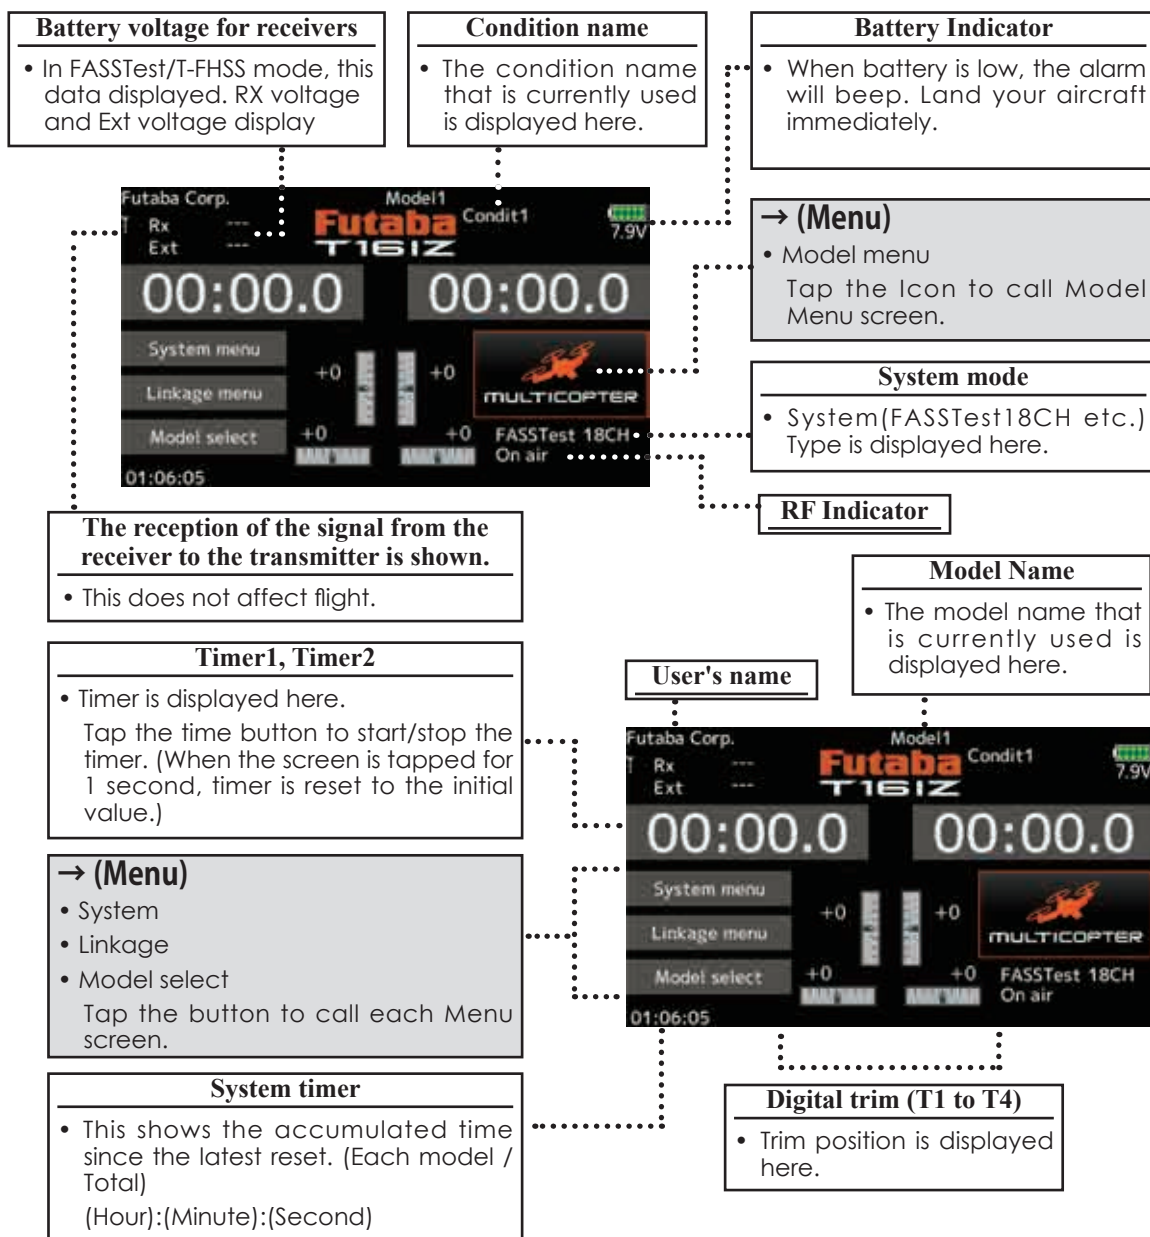 Battery voltage for receivers
• In FASSTest/T-FHSS mode, this
data displayed. RX voltage
and Ext voltage display
Condition name
• The condition name
that is currently used
is displayed here.
Battery Indicator
• When battery is low, the alarm
will beep. Land your aircraft
immediately.
Futaba Corp.
Model1
Rx ---
Ext ---
Futaba
T16IZ
Condit1
7.9V
00:00.0
00:00.0
System menu
Linkage menu
Model select
+0
+0
+0
+0
MULTICOPTER
FASSTest 18CH
On air
01:06:05
→ (Menu)
• Model menu
Tap the Icon to call Model
Menu screen.
System mode
• System(FASSTest18CH etc.)
Type is displayed here.
RF Indicator
The reception of the signal from the
receiver to the transmitter is shown.
• This does not affect flight.
Model Name
• The model name that
is currently used is
displayed here.
User's name
Timer1, Timer2
• Timer is displayed here.
Tap the time button to start/stop the
timer. (When the screen is tapped for
1 second, timer is reset to the initial
value.)
Futaba Corp.
Model1
Rx ---
Ext ---
Futaba
T16IZ
Condit1
7.9V
00:00.0
00:00.0
System menu
Linkage menu
Model select
+0
+0
+0
+0
MULTICOPTER
FASSTest 18CH
On air
01:06:05
→ (Menu)
• System
• Linkage
• Model select
Tap the button to call each Menu
screen.
System timer
• This shows the accumulated time
since the latest reset. (Each model /
Total)
(Hour):(Minute):(Second)
Digital trim (T1 to T4)
• Trim position is displayed
here.